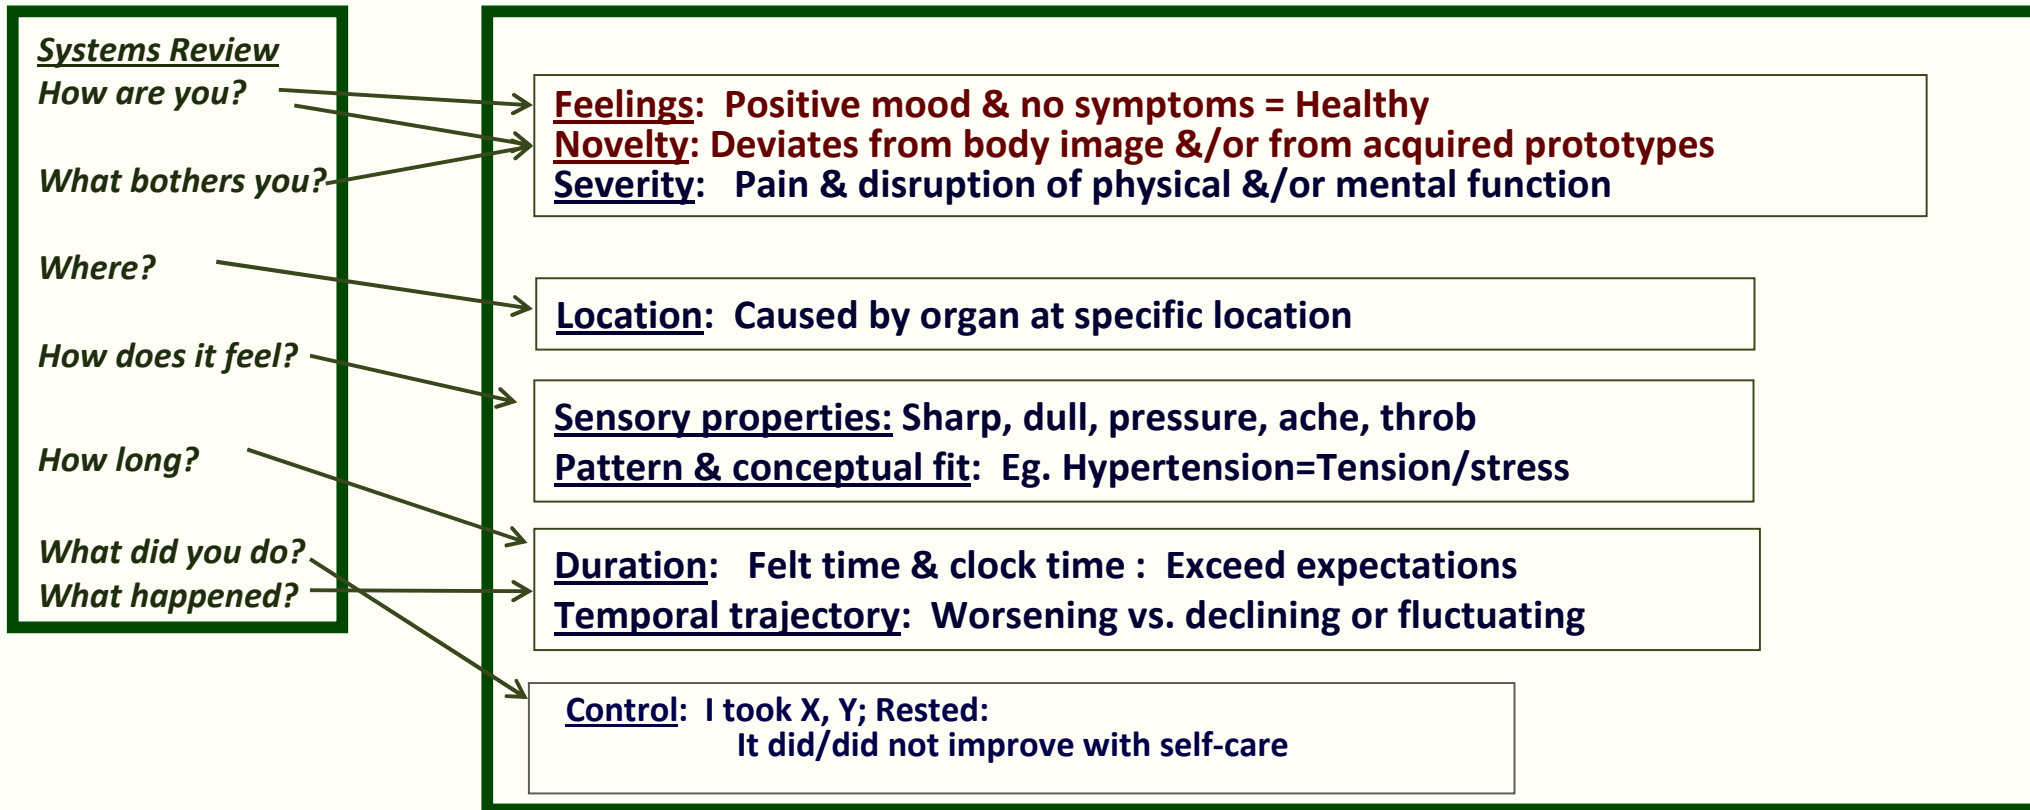 Systems Review
How are you?
What bothers you?
Where?
How does it feel?
How long?
What did you do?
What happened?
Feelings: Positive mood & no symptoms = Healthy
Novelty: Deviates from body image &/or from acquired prototypes
Severity: Pain & disruption of physical &/or mental function
Location: Caused by organ at specific location
Sensory properties: Sharp, dull, pressure, ache, throb
Pattern & conceptual fit: Eg. Hypertension=Tension/stress
Duration: Felt time & clock time : Exceed expectations
Temporal trajectory: Worsening vs. declining or fluctuating
Control: I took X, Y; Rested:
It did/did not improve with self-care